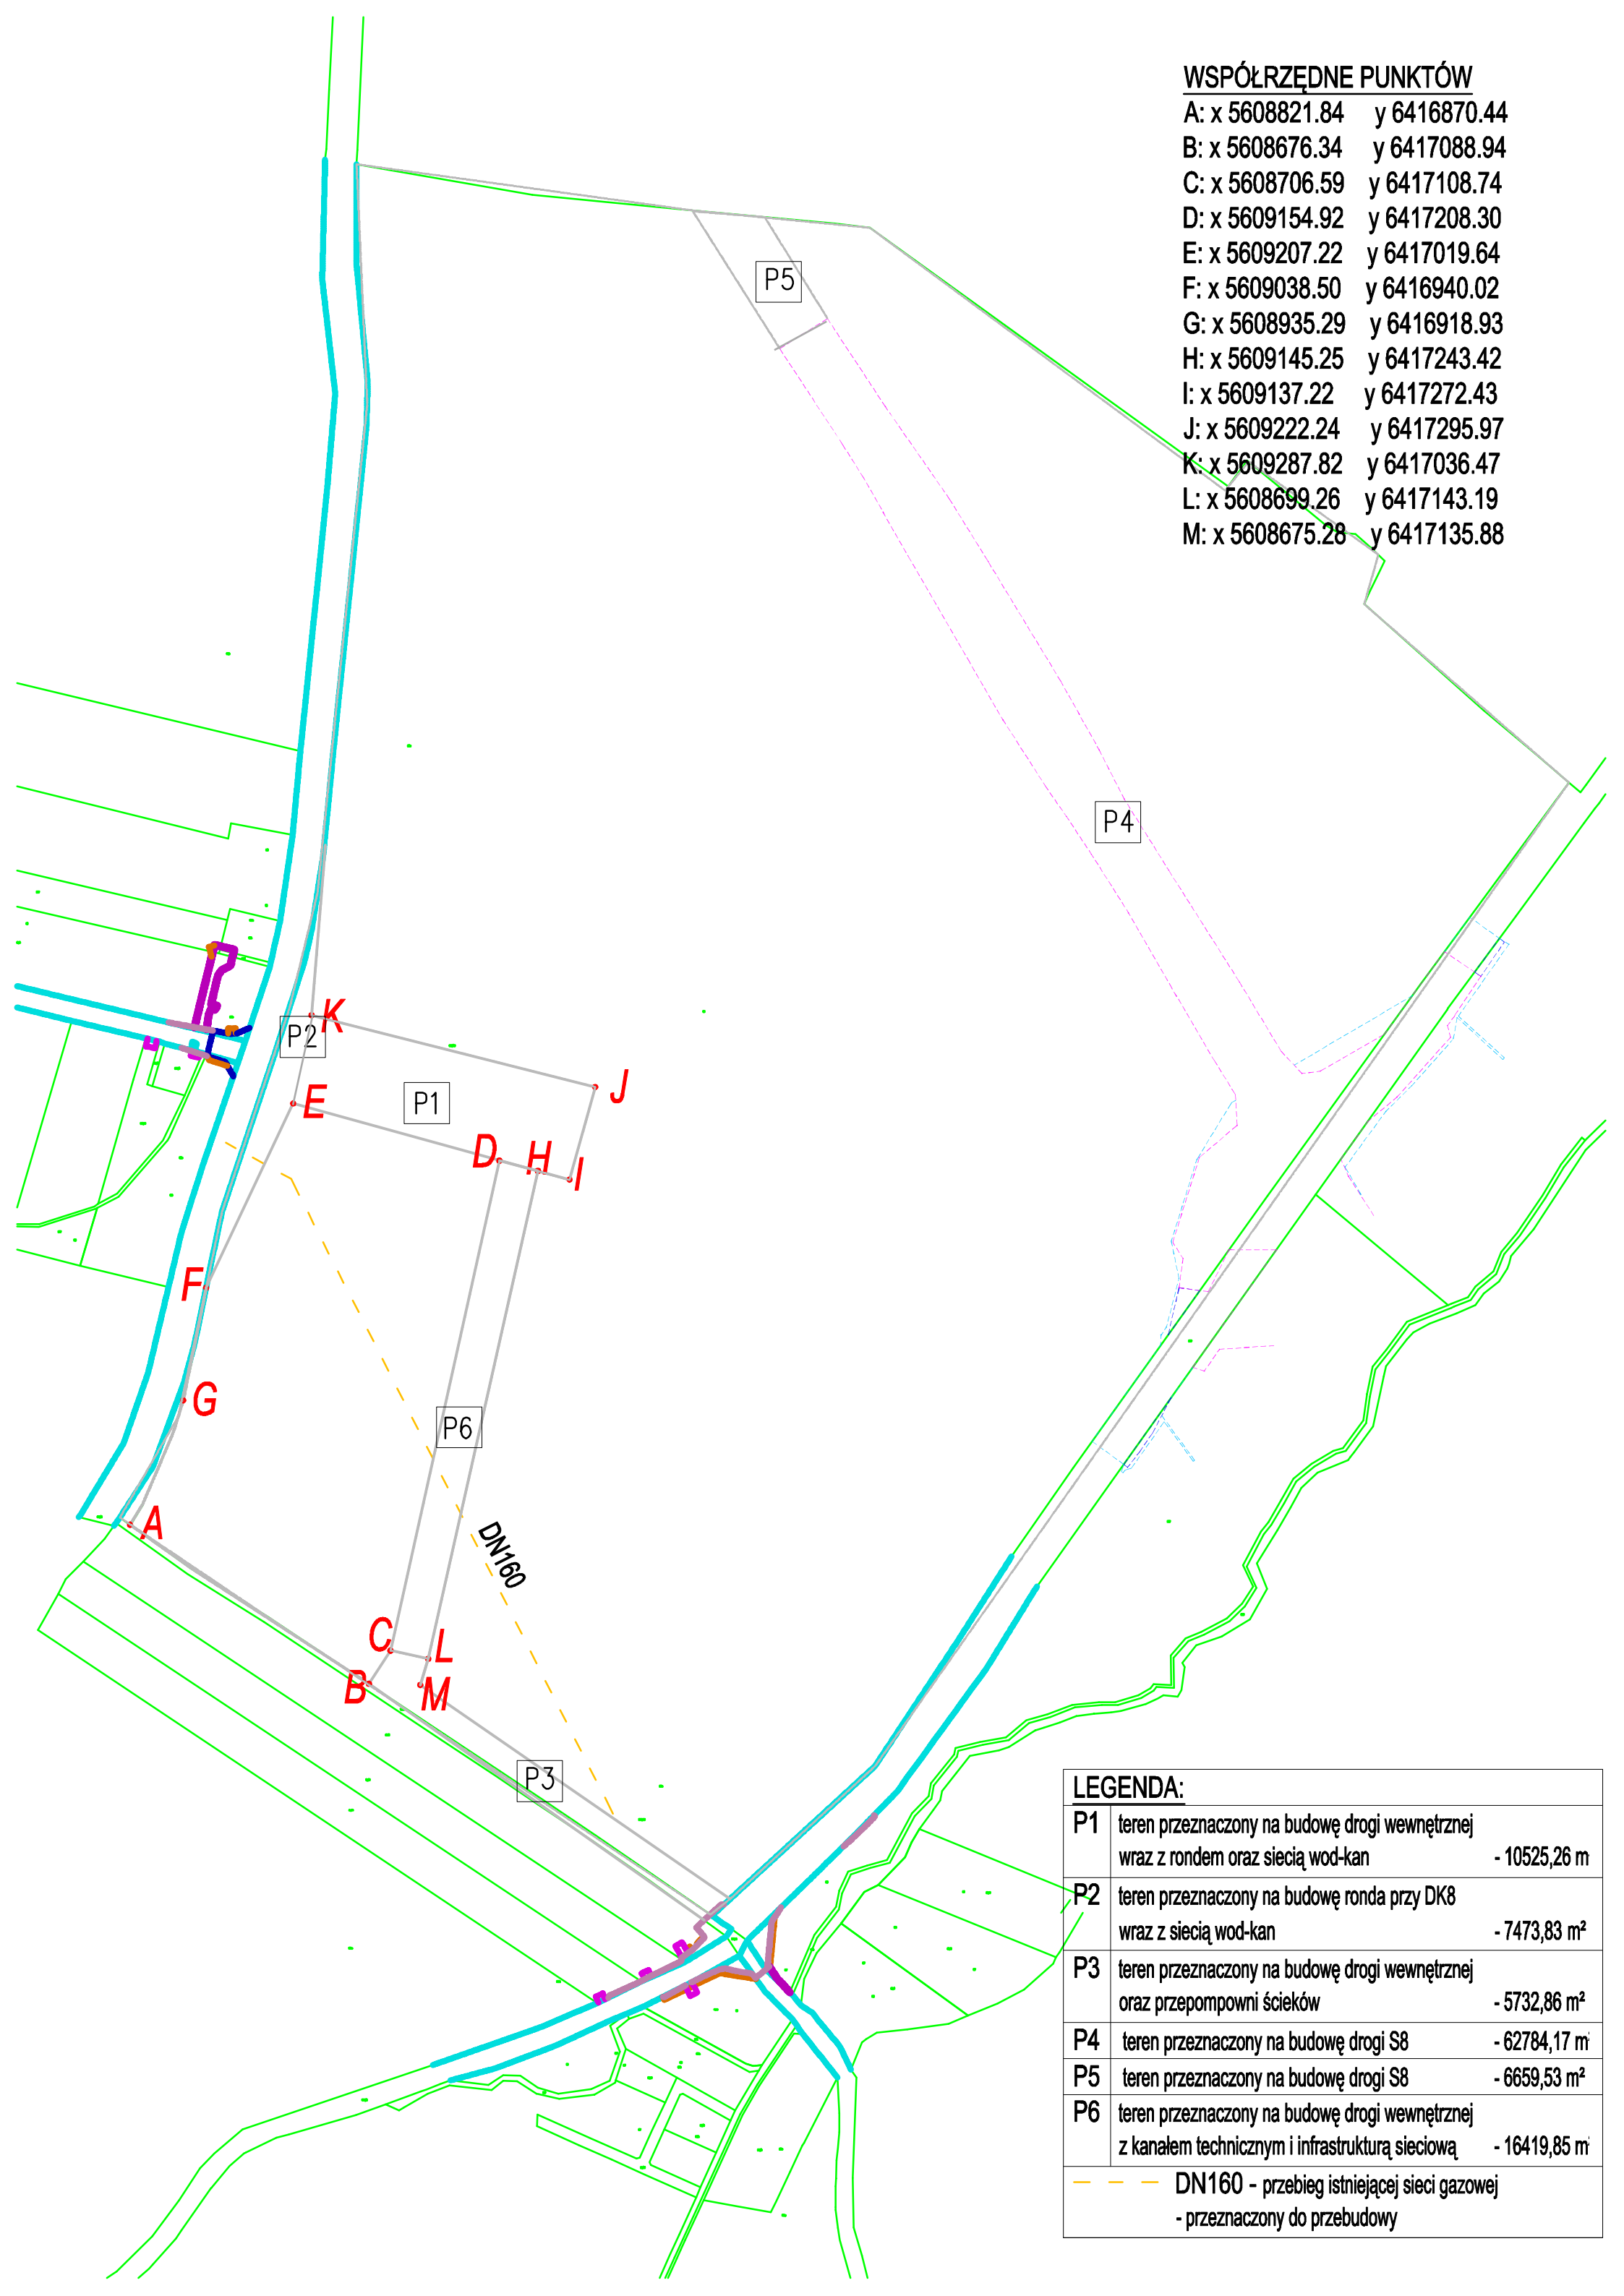 WSPÓŁRZĘDNE PUNKTÓW
A: x 5608821.84 y 6416870.44
B: x 5608676.34 y 6417088.94
C: x 5608706.59 y 6417108.74
D: x 5609154.92 y 6417208.30
E: x 5609207.22 y 6417019.64
F: x 5609038.50 y 6416940.02
G: x 5608935.29 y 6416918.93
H: x 5609145.25 y 6417243.42
I: x 5609137.22 y 6417272.43
J: x 5609222.24 y 6417295.97
K: x 5609287.82 y 6417036.47
L: x 5608699.26 y 6417143.19
M: x 5608675.28 y 6417135.88
P5
P4
K
P2
J
E
P1
D
H
I
F
G
P6
A
DN160
C
L
B
M
P3
LEGENDA:
P1 teren przeznaczony na budowę drogi wewnętrznej
wraz z rondem oraz siecią wod-kan - 10525,26 m
P2 teren przeznaczony na budowę ronda przy DK8
wraz z siecią wod-kan - 7473,83 m²
P3 teren przeznaczony na budowę drogi wewnętrznej
oraz przepompowni ścieków - 5732,86 m²
P4 teren przeznaczony na budowę drogi S8 - 62784,17 m
P5 teren przeznaczony na budowę drogi S8 - 6659,53 m²
P6 teren przeznaczony na budowę drogi wewnętrznej
z kanałem technicznym i infrastrukturą sieciową - 16419,85 m
DN160 - przebieg istniejącej sieci gazowej
- przeznaczony do przebudowy